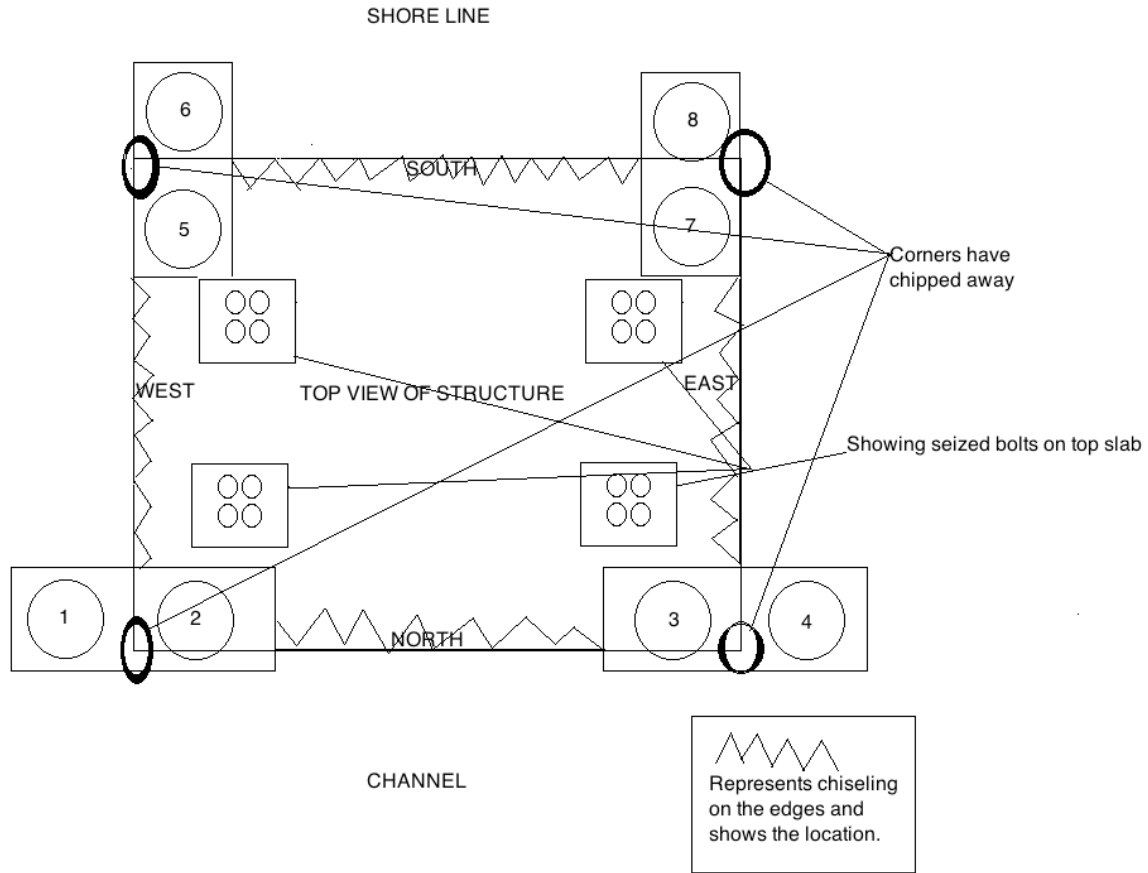 SHORE LINE
6
8
SOUTH
5
7
Corners have
chipped away
WEST
TOP VIEW OF STRUCTURE
EAST
Showing seized bolts on top slab
1
2
3
4
NORTH
CHANNEL
Represents chiseling
on the edges and
shows the location.